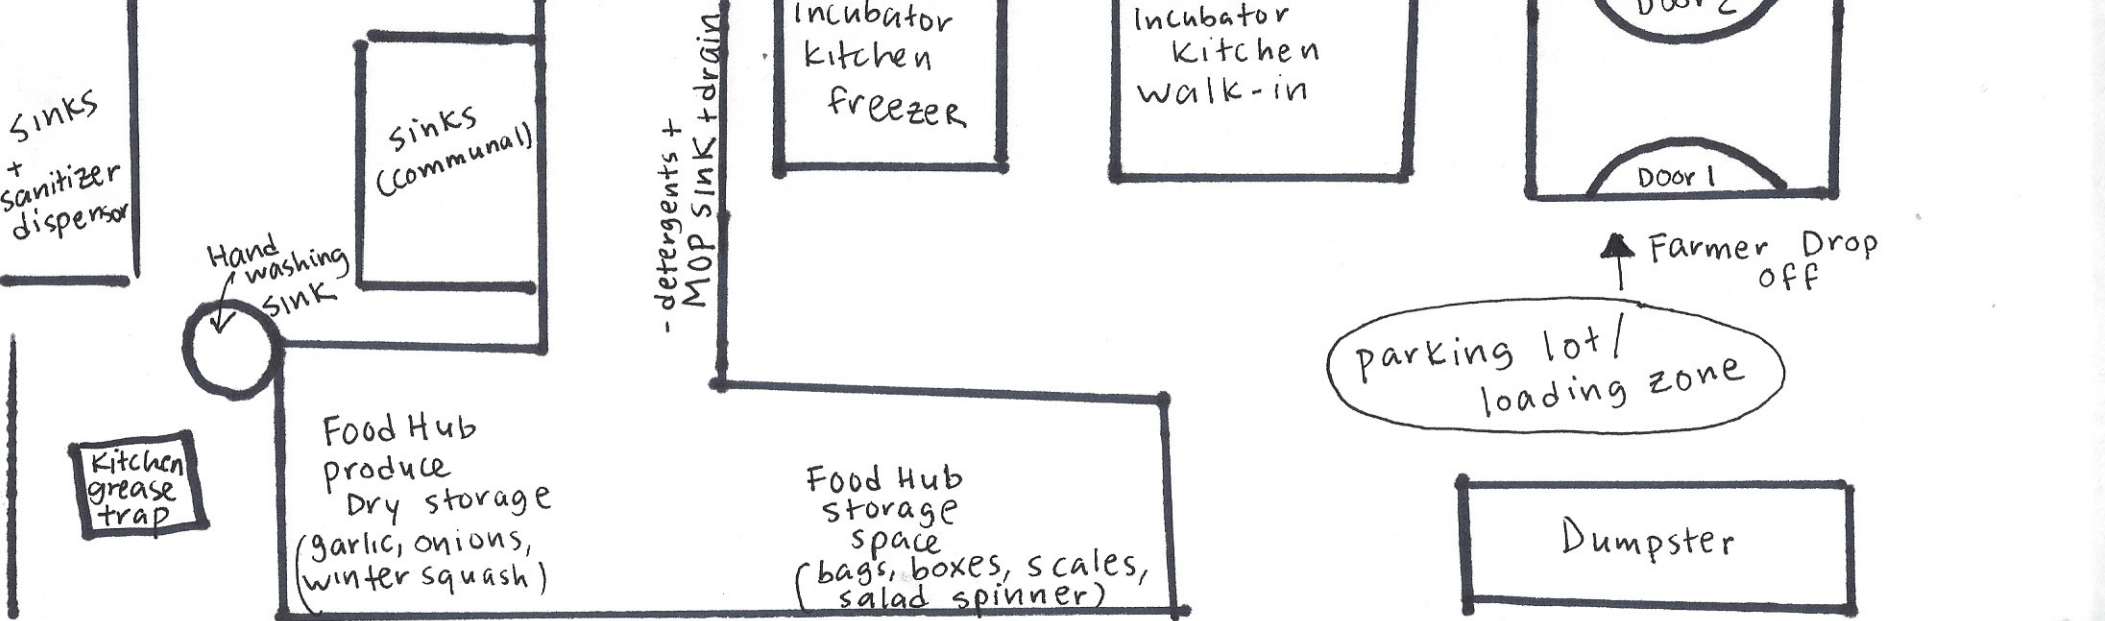 Sinks
+
sanitizer
dispensor
Hand
washing
sink
Sinks
(communal)
- detergents +
MOP sink + drain
Incubator
kitchen
freezer
Incubator
kitchen
walk-in
Door 2
Door 1
Farmer Drop
off
parking lot/
loading zone
Kitchen
grease
trap
Food Hub
produce
Dry storage
(garlic, onions,
winter squash)
Food Hub
storage
space
(bags, boxes, scales,
salad spinner)
Dumpster